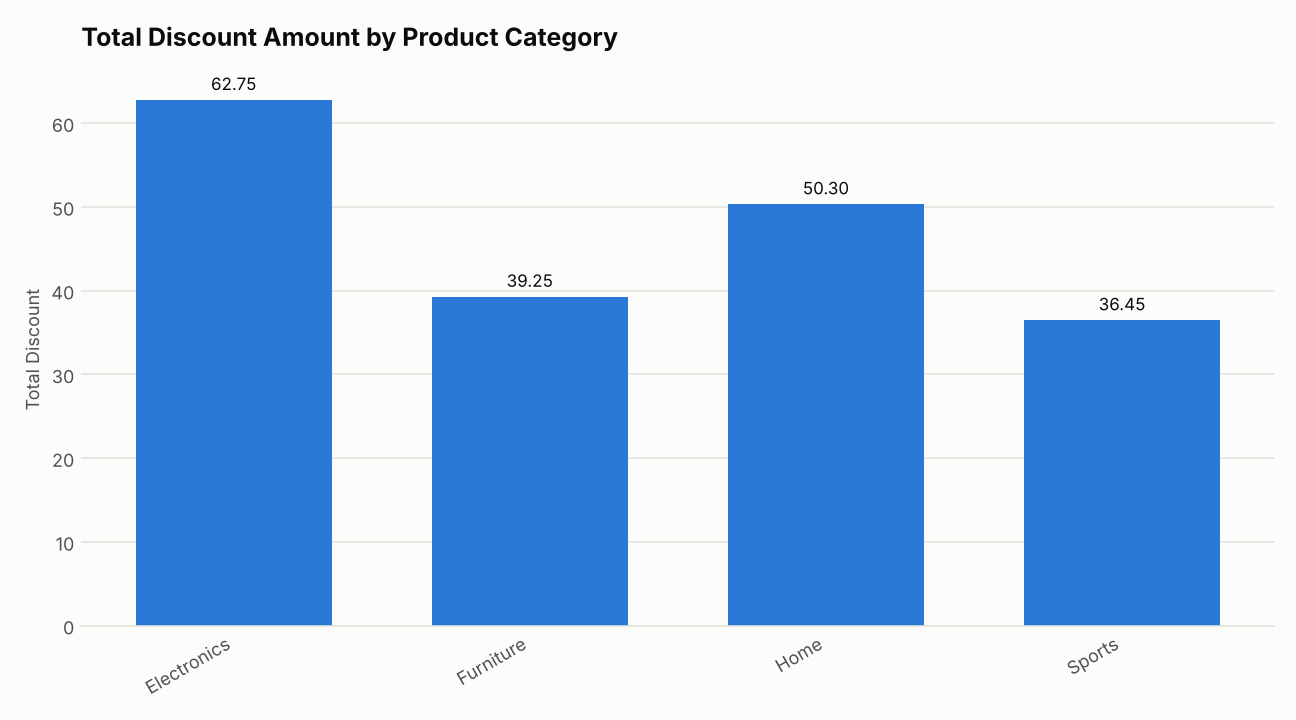 Total Discount Amount by Product Category
62.75
39.25
50.30
36.45
Total Discount
60
50
40
30
20
10
0
Electronics
Furniture
Home
Sports